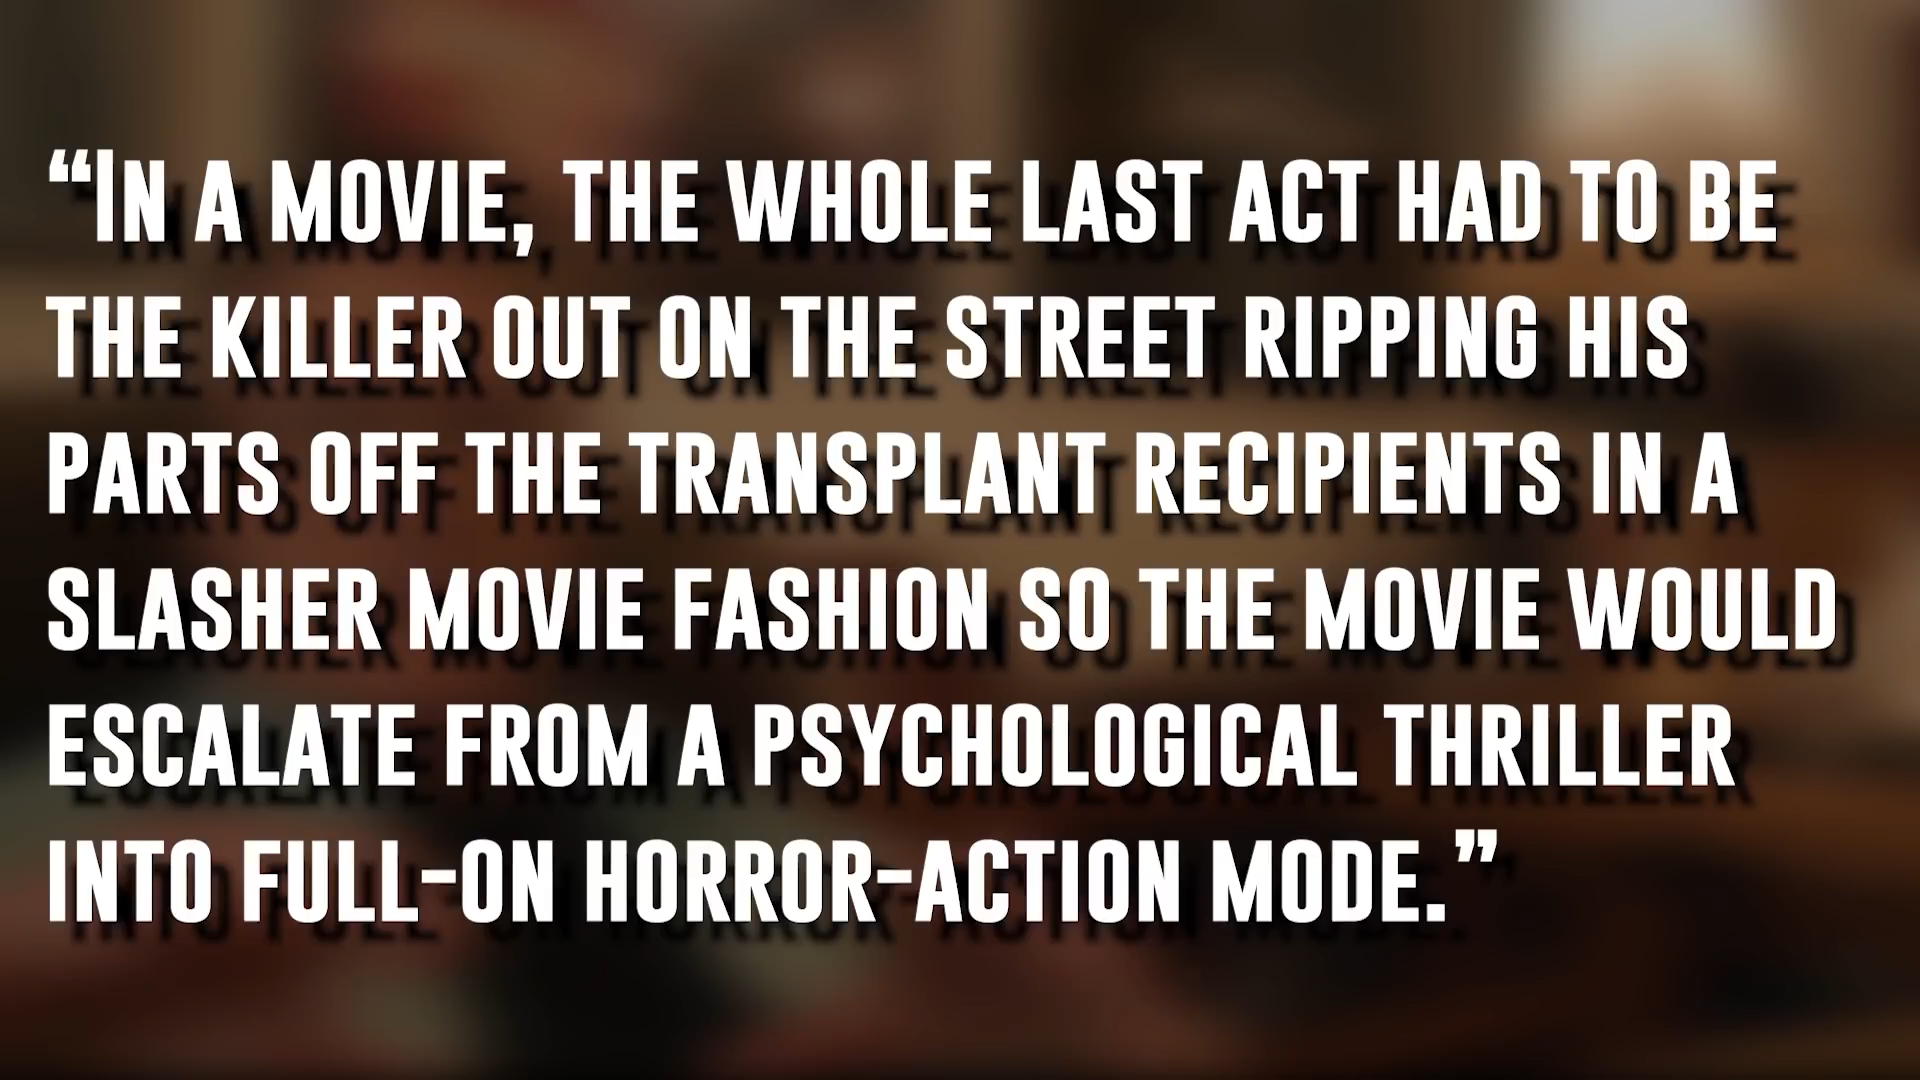 “IN A MOVIE, THE WHOLE LAST ACT HAD TO BE
THE KILLER OUT ON THE STREET RIPPING HIS
PARTS OFF THE TRANSPLANT RECIPIENTS IN A
SLASHER MOVIE FASHION SO THE MOVIE WOULD
ESCALATE FROM A PSYCHOLOGICAL THRILLER
INTO FULL-ON HORROR-ACTION MODE.”